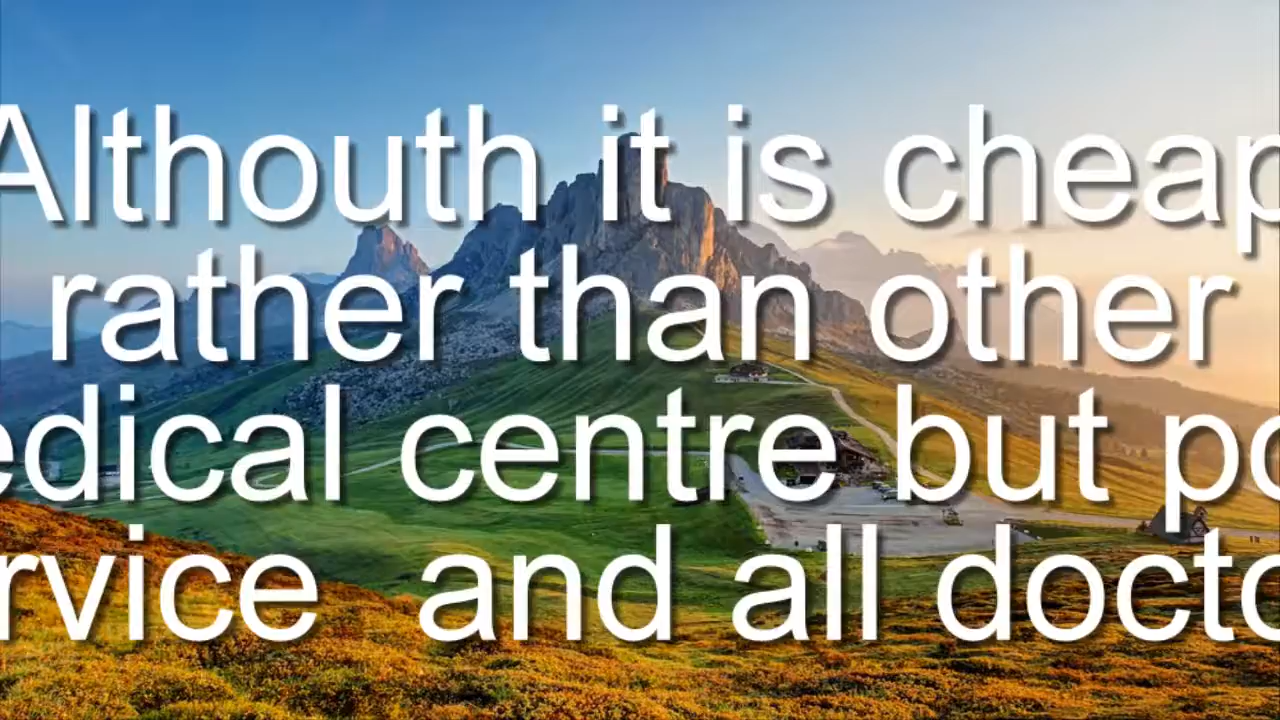 Althouth it is cheap
rather than other
edical centre but po
rvice and all docto